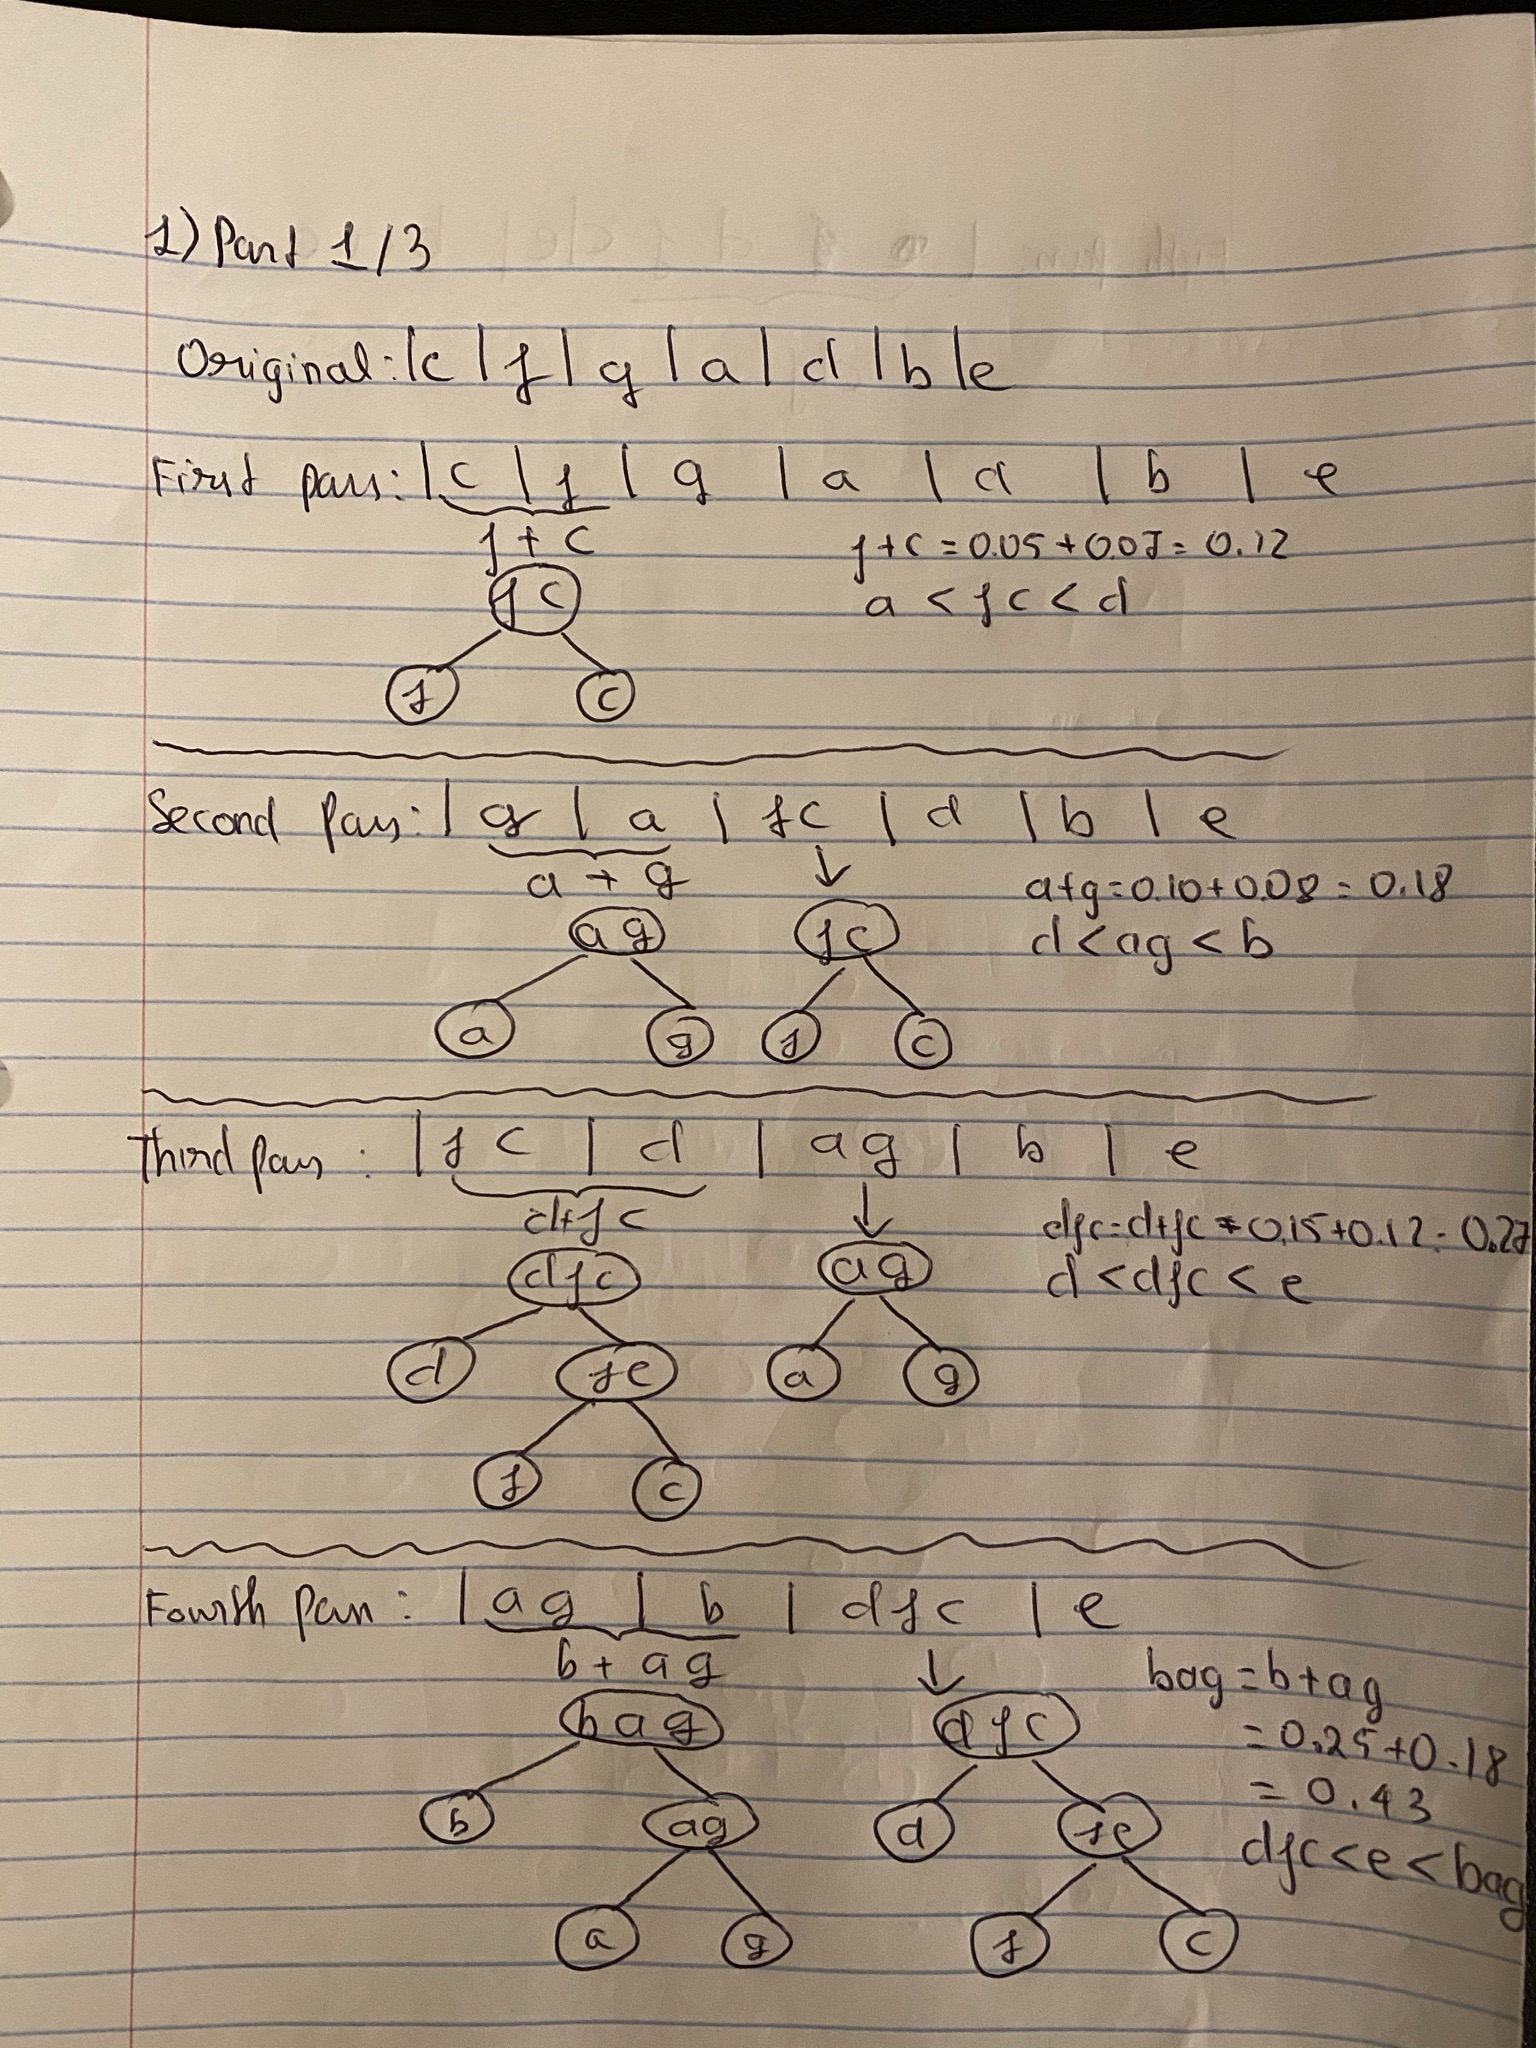 1) Part 1/3
Original: |c | f | g | a | d | b | e
First pass: | c | f | g | a | d | b | e
f + c
f+c = 0.05 + 0.07 = 0.12
fc
a < fc < d
f c
Second Pass: | g | a | fc | d | b | e
a + g ↓
a+g = 0.10 + 0.08 = 0.18
ag fc
d < ag < b
a g f c
Third Pass : | fc | d | ag | b | e
d+fc ↓
dfc = d+fc = 0.15 + 0.12 = 0.27
dfc ag
d < dfc < e
d fc a g
f c
Fourth Pass : | ag | b | dfc | e
b + ag ↓
bag = b + ag
bag dfc
= 0.25 + 0.18
= 0.43
b ag d fc
dfc < e < bag
a g f c